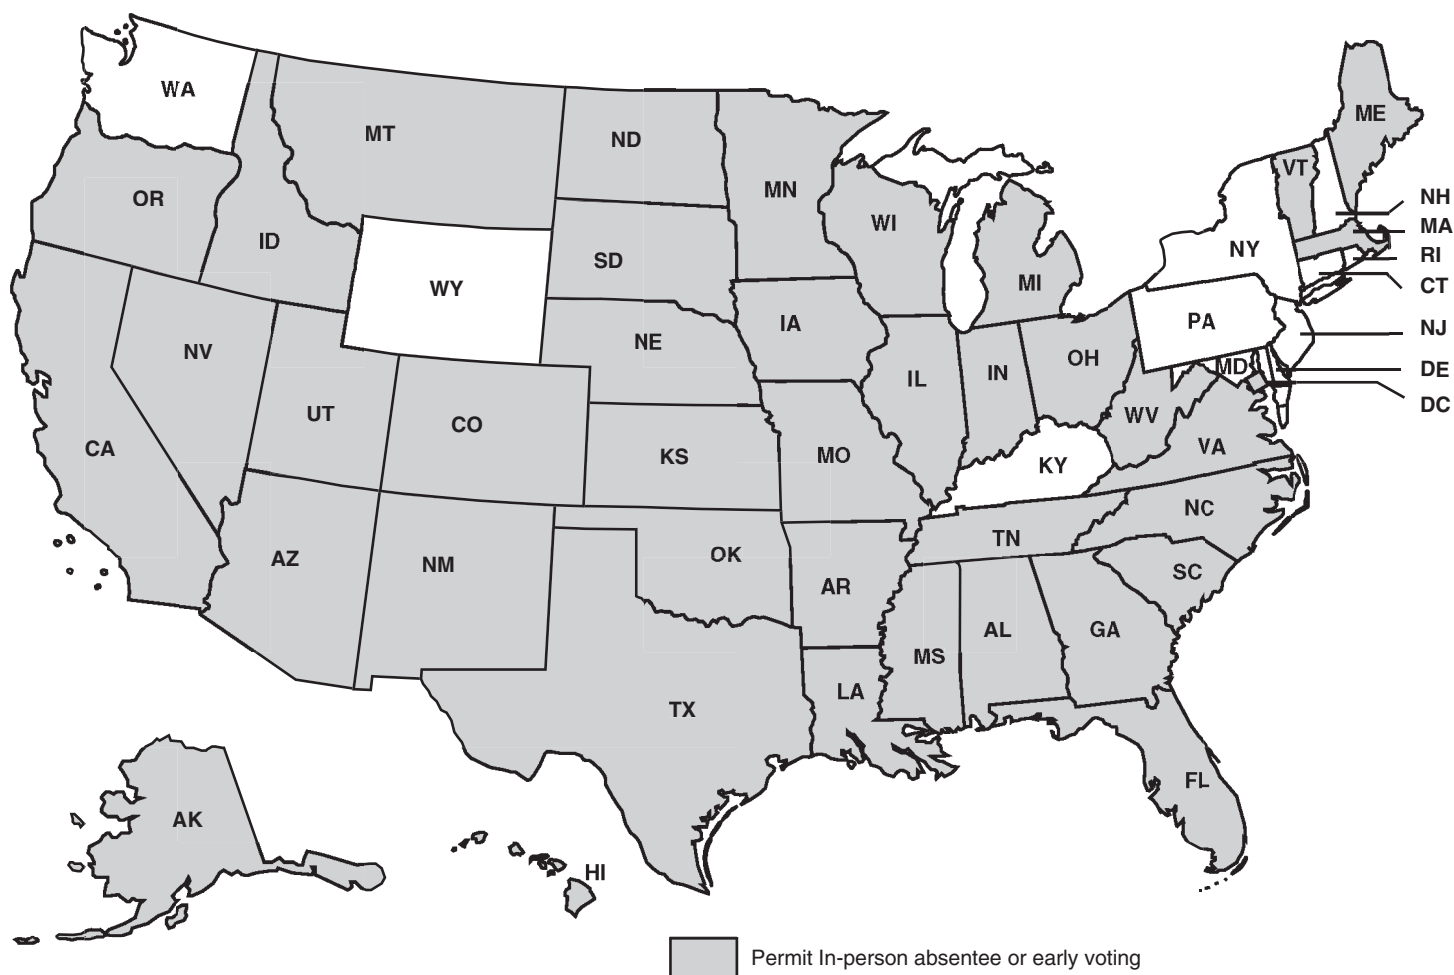 WA
MT
ND
MN
ME
OR
ID
SD
WI
MI
VT
NH
MA
NY
RI
CT
WY
NE
IA
PA
NJ
NV
UT
CO
IL
IN
OH
MD
DE
DC
CA
KS
MO
KY
WV
VA
AZ
NM
OK
AR
TN
NC
SC
MS
AL
GA
TX
LA
FL
AK
HI
Permit In-person absentee or early voting